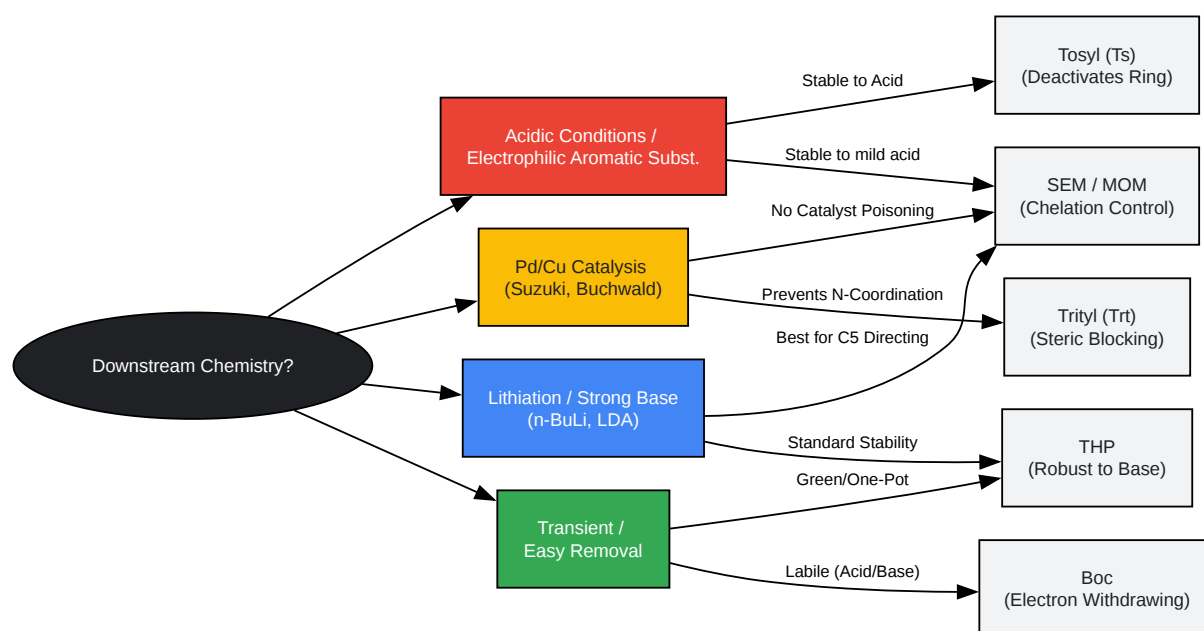 Downstream Chemistry?
Acidic Conditions /
Electrophilic Aromatic Subst.
Pd/Cu Catalysis
(Suzuki, Buchwald)
Lithiation / Strong Base
(n-BuLi, LDA)
Transient /
Easy Removal
Stable to Acid
Stable to mild acid
No Catalyst Poisoning
Prevents N-Coordination
Best for C5 Directing
Standard Stability
Green/One-Pot
Labile (Acid/Base)
Tosyl (Ts)
(Deactivates Ring)
SEM / MOM
(Chelation Control)
Trityl (Trt)
(Steric Blocking)
THP
(Robust to Base)
Boc
(Electron Withdrawing)